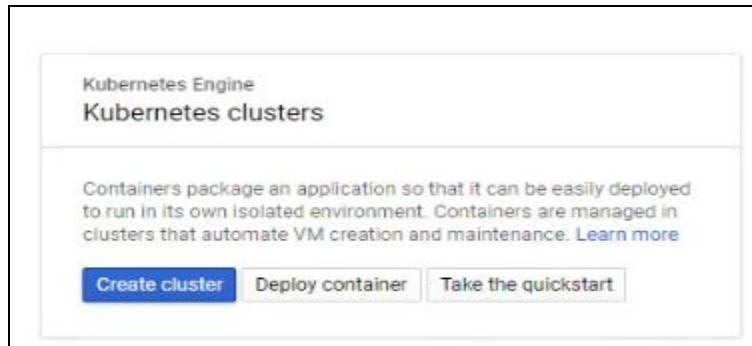 Kubernetes Engine
Kubernetes clusters
Containers package an application so that it can be easily deployed
to run in its own isolated environment. Containers are managed in
clusters that automate VM creation and maintenance. Learn more
Create cluster Deploy container Take the quickstart